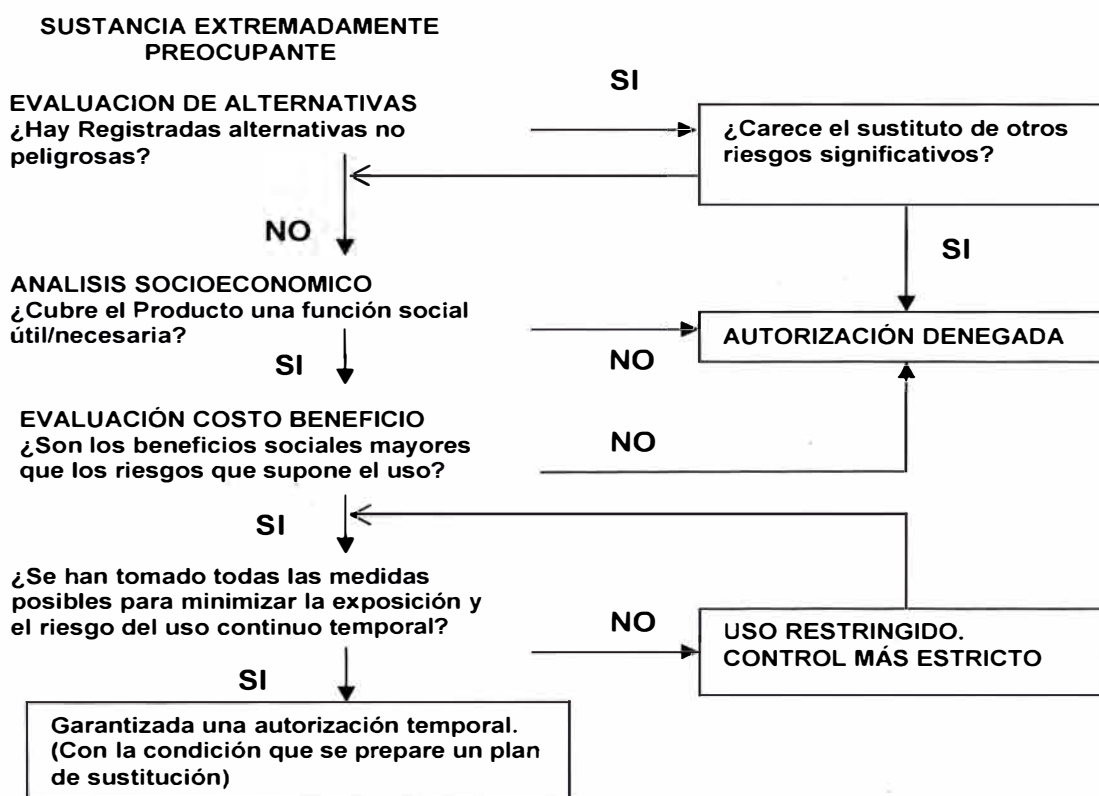 SUSTANCIA EXTREMADAMENTE
PREOCUPANTE
SI
EVALUACION DE ALTERNATIVAS
¿Hay Registradas alternativas no
peligrosas?
¿Carece el sustituto de otros
riesgos significativos?
NO
SI
ANALISIS SOCIOECONOMICO
¿Cubre el Producto una función social
útil/necesaria?
AUTORIZACIÓN DENEGADA
SI
NO
EVALUACIÓN COSTO BENEFICIO
¿Son los beneficios sociales mayores
que los riesgos que supone el uso?
NO
SI
¿Se han tomado todas las medidas
posibles para minimizar la exposición y
el riesgo del uso continuo temporal?
NO
USO RESTRINGIDO.
CONTROL MÁS ESTRICTO
SI
Garantizada una autorización temporal.
(Con la condición que se prepare un plan
de sustitución)